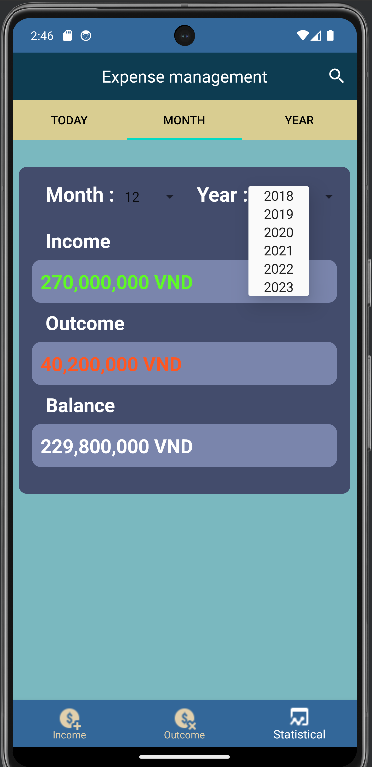 2:46
Expense management
TODAY MONTH YEAR
Month : 12 Year :
2018
2019
2020
2021
2022
2023
Income
270,000,000 VND
Outcome
40,200,000 VND
Balance
229,800,000 VND
Income Outcome Statistical